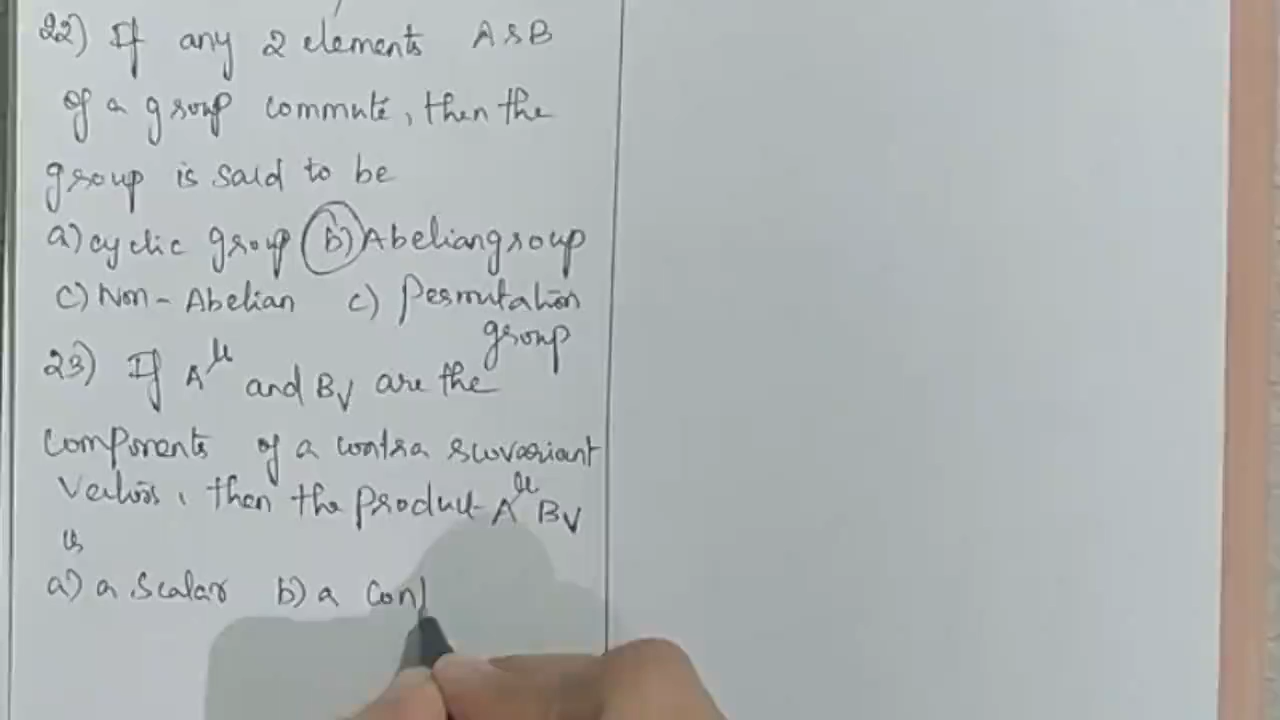 22) If any 2 elements A & B
of a group commute, then the
group is said to be
a) cyclic group b) Abelian group
c) Non-Abelian c) Permutation
group
23) If A^μ and B_ν are the
components of a contra & covariant
Vectors, then the product A^μ B_ν
is
a) a Scalar b) a Con